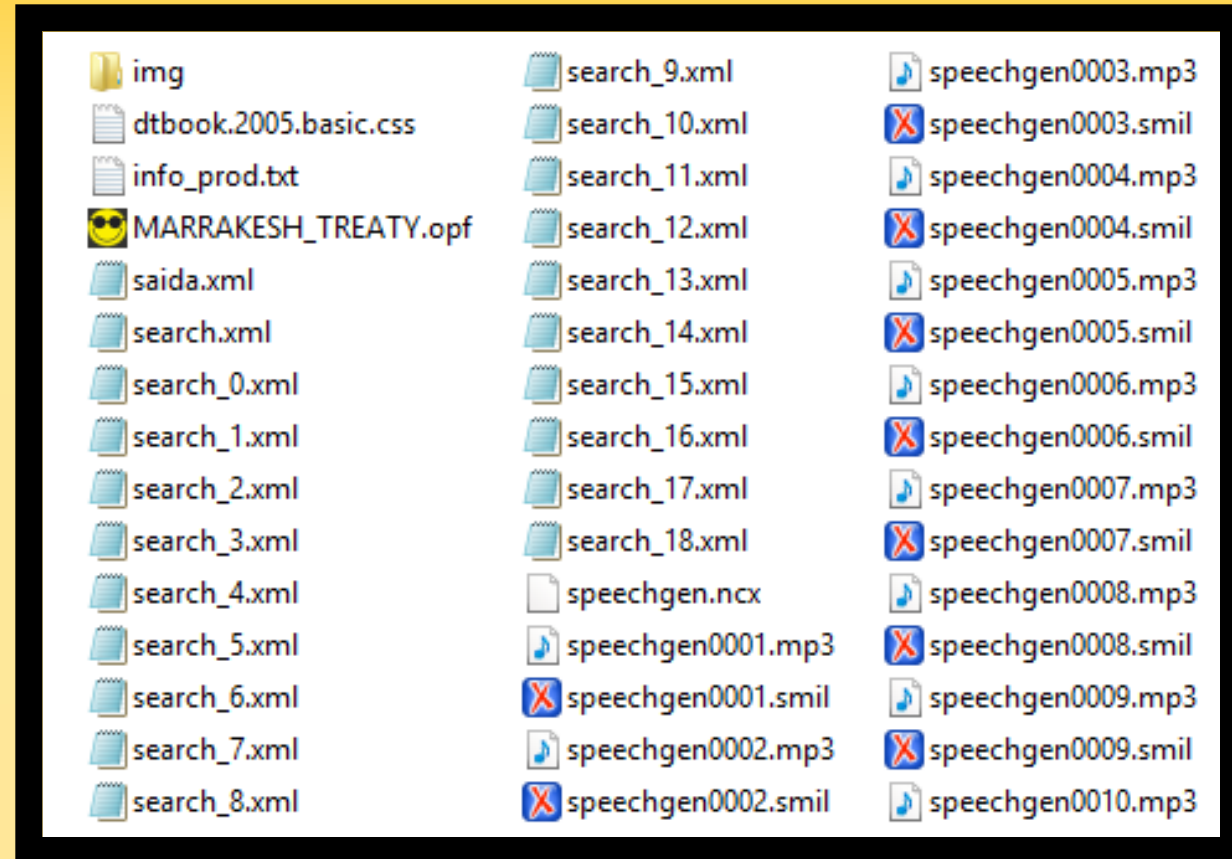 img
dtbook.2005.basic.css
info_prod.txt
MARRAKESH_TREATY.opf
saida.xml
search.xml
search_0.xml
search_1.xml
search_2.xml
search_3.xml
search_4.xml
search_5.xml
search_6.xml
search_7.xml
search_8.xml
search_9.xml
search_10.xml
search_11.xml
search_12.xml
search_13.xml
search_14.xml
search_15.xml
search_16.xml
search_17.xml
search_18.xml
speechgen.ncx
speechgen0001.mp3
speechgen0001.smil
speechgen0002.mp3
speechgen0002.smil
speechgen0003.mp3
speechgen0003.smil
speechgen0004.mp3
speechgen0004.smil
speechgen0005.mp3
speechgen0005.smil
speechgen0006.mp3
speechgen0006.smil
speechgen0007.mp3
speechgen0007.smil
speechgen0008.mp3
speechgen0008.smil
speechgen0009.mp3
speechgen0009.smil
speechgen0010.mp3